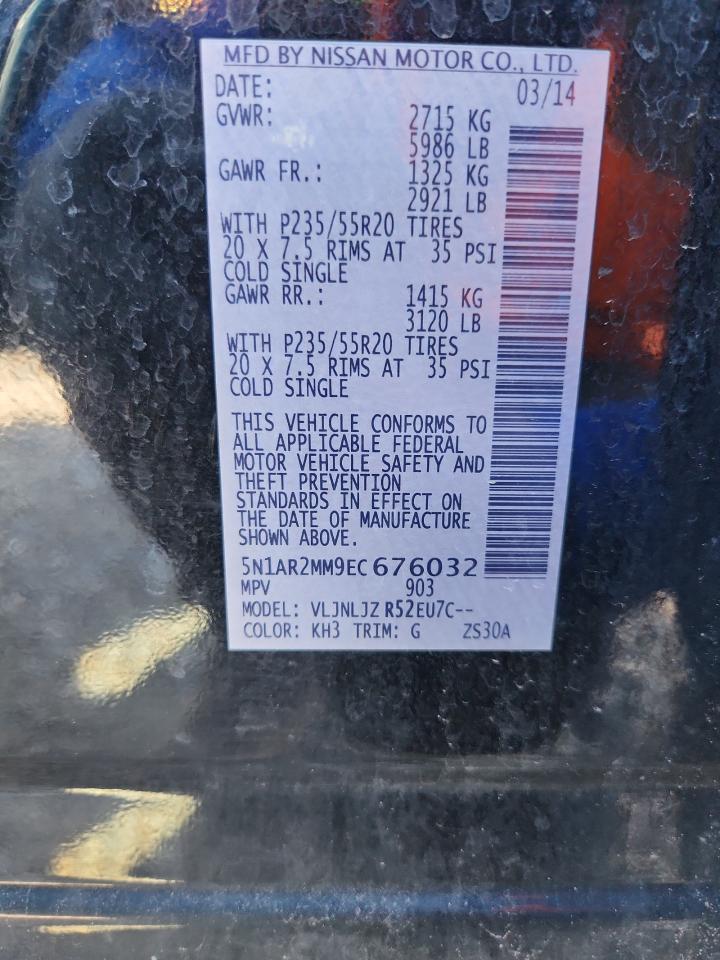 MFD BY NISSAN MOTOR CO., LTD.
DATE: 03/14
GVWR: 2715 KG
5986 LB
GAWR FR.: 1325 KG
2921 LB
WITH P235/55R20 TIRES
20 X 7.5 RIMS AT 35 PSI
COLD SINGLE
GAWR RR.: 1415 KG
3120 LB
WITH P235/55R20 TIRES
20 X 7.5 RIMS AT 35 PSI
COLD SINGLE
THIS VEHICLE CONFORMS TO
ALL APPLICABLE FEDERAL
MOTOR VEHICLE SAFETY AND
THEFT PREVENTION
STANDARDS IN EFFECT ON
THE DATE OF MANUFACTURE
SHOWN ABOVE.
5N1AR2MM9EC676032
MPV 903
MODEL: VLJNLJZ R52EU7C--
COLOR: KH3 TRIM: G ZS30A